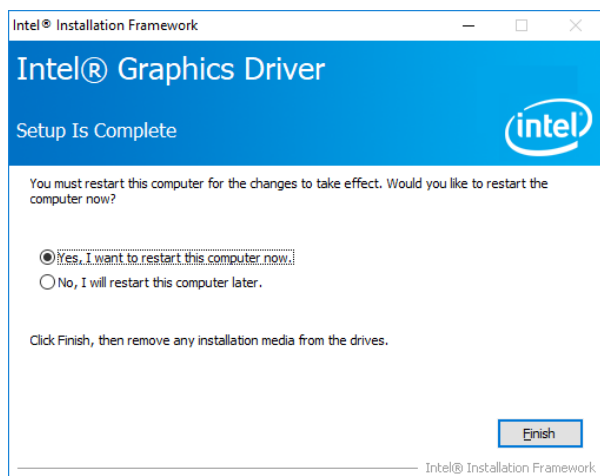 Intel® Installation Framework
Intel® Graphics Driver
Setup Is Complete
intel
You must restart this computer for the changes to take effect. Would you like to restart the
computer now?
Yes, I want to restart this computer now.
No, I will restart this computer later.
Click Finish, then remove any installation media from the drives.
Finish
Intel® Installation Framework